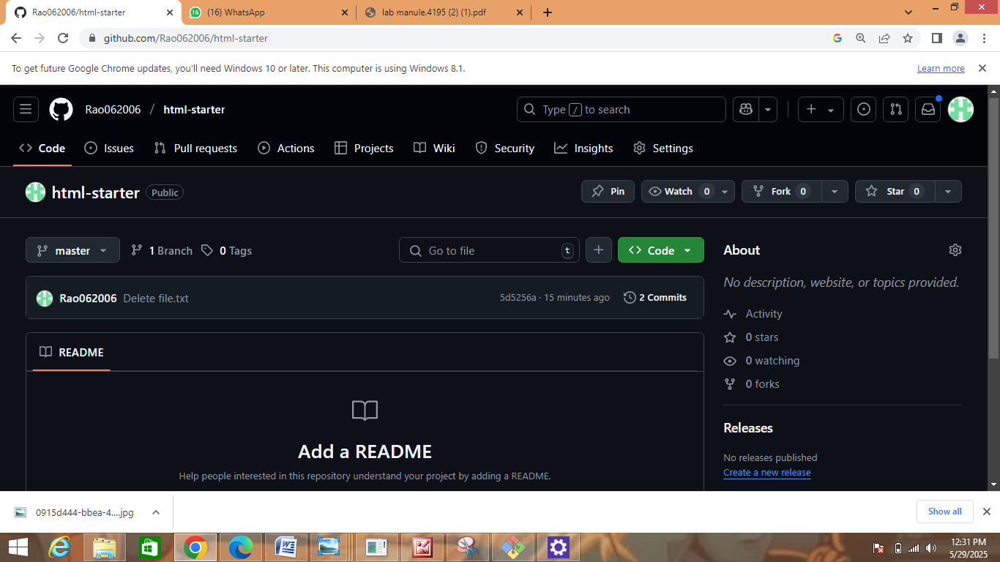 Rao062006/html-starter
(16) WhatsApp
lab manule.4195 (2) (1).pdf
github.com/Rao062006/html-starter
To get future Google Chrome updates, you'll need Windows 10 or later. This computer is using Windows 8.1.
Learn more
Rao062006 / html-starter
Type / to search
Code
Issues
Pull requests
Actions
Projects
Wiki
Security
Insights
Settings
html-starter
Public
Pin
Watch 0
Fork 0
Star 0
master
1 Branch
0 Tags
Go to file
t
Code
About
Rao062006 Delete file.txt
5d5256a · 15 minutes ago
2 Commits
No description, website, or topics provided.
Activity
0 stars
0 watching
0 forks
README
Add a README
Help people interested in this repository understand your project by adding a README.
Releases
No releases published
Create a new release
0915d444-bbea-4....jpg
Show all
12:31 PM
5/29/2025